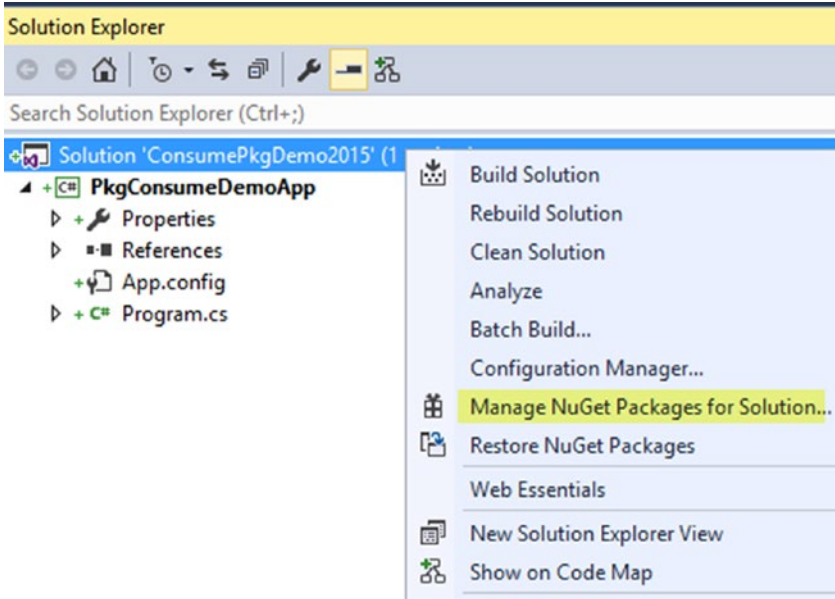 Solution Explorer
Search Solution Explorer (Ctrl+;)
Solution 'ConsumePkgDemo2015' (1
C# PkgConsumeDemoApp
Properties
References
App.config
C# Program.cs
Build Solution
Rebuild Solution
Clean Solution
Analyze
Batch Build...
Configuration Manager...
Manage NuGet Packages for Solution...
Restore NuGet Packages
Web Essentials
New Solution Explorer View
Show on Code Map